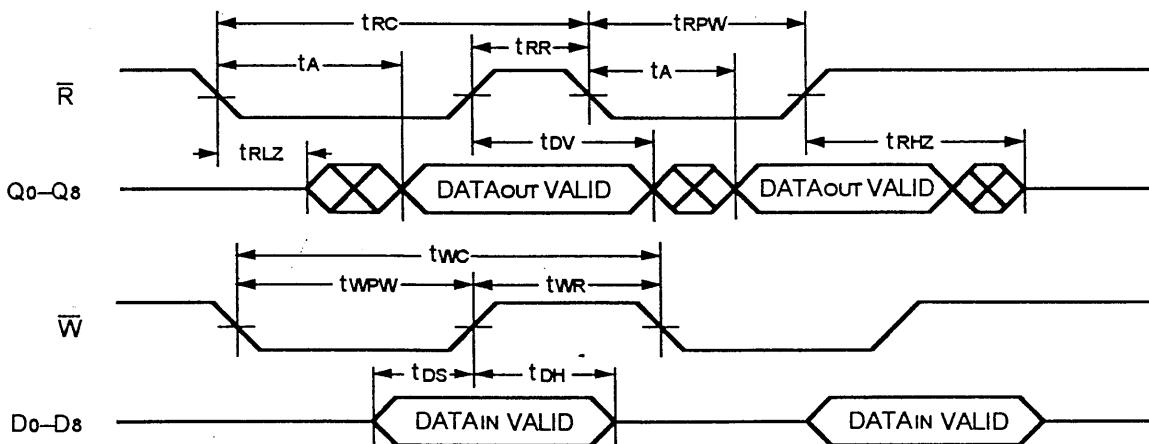 tRC tRPW
tRR
tA tA
R̅
tRLZ tDV tRHZ
Q0–Q8 DATAOUT VALID DATAOUT VALID
tWC
tWPW tWR
W̅
tDS tDH
D0–D8 DATAIN VALID DATAIN VALID